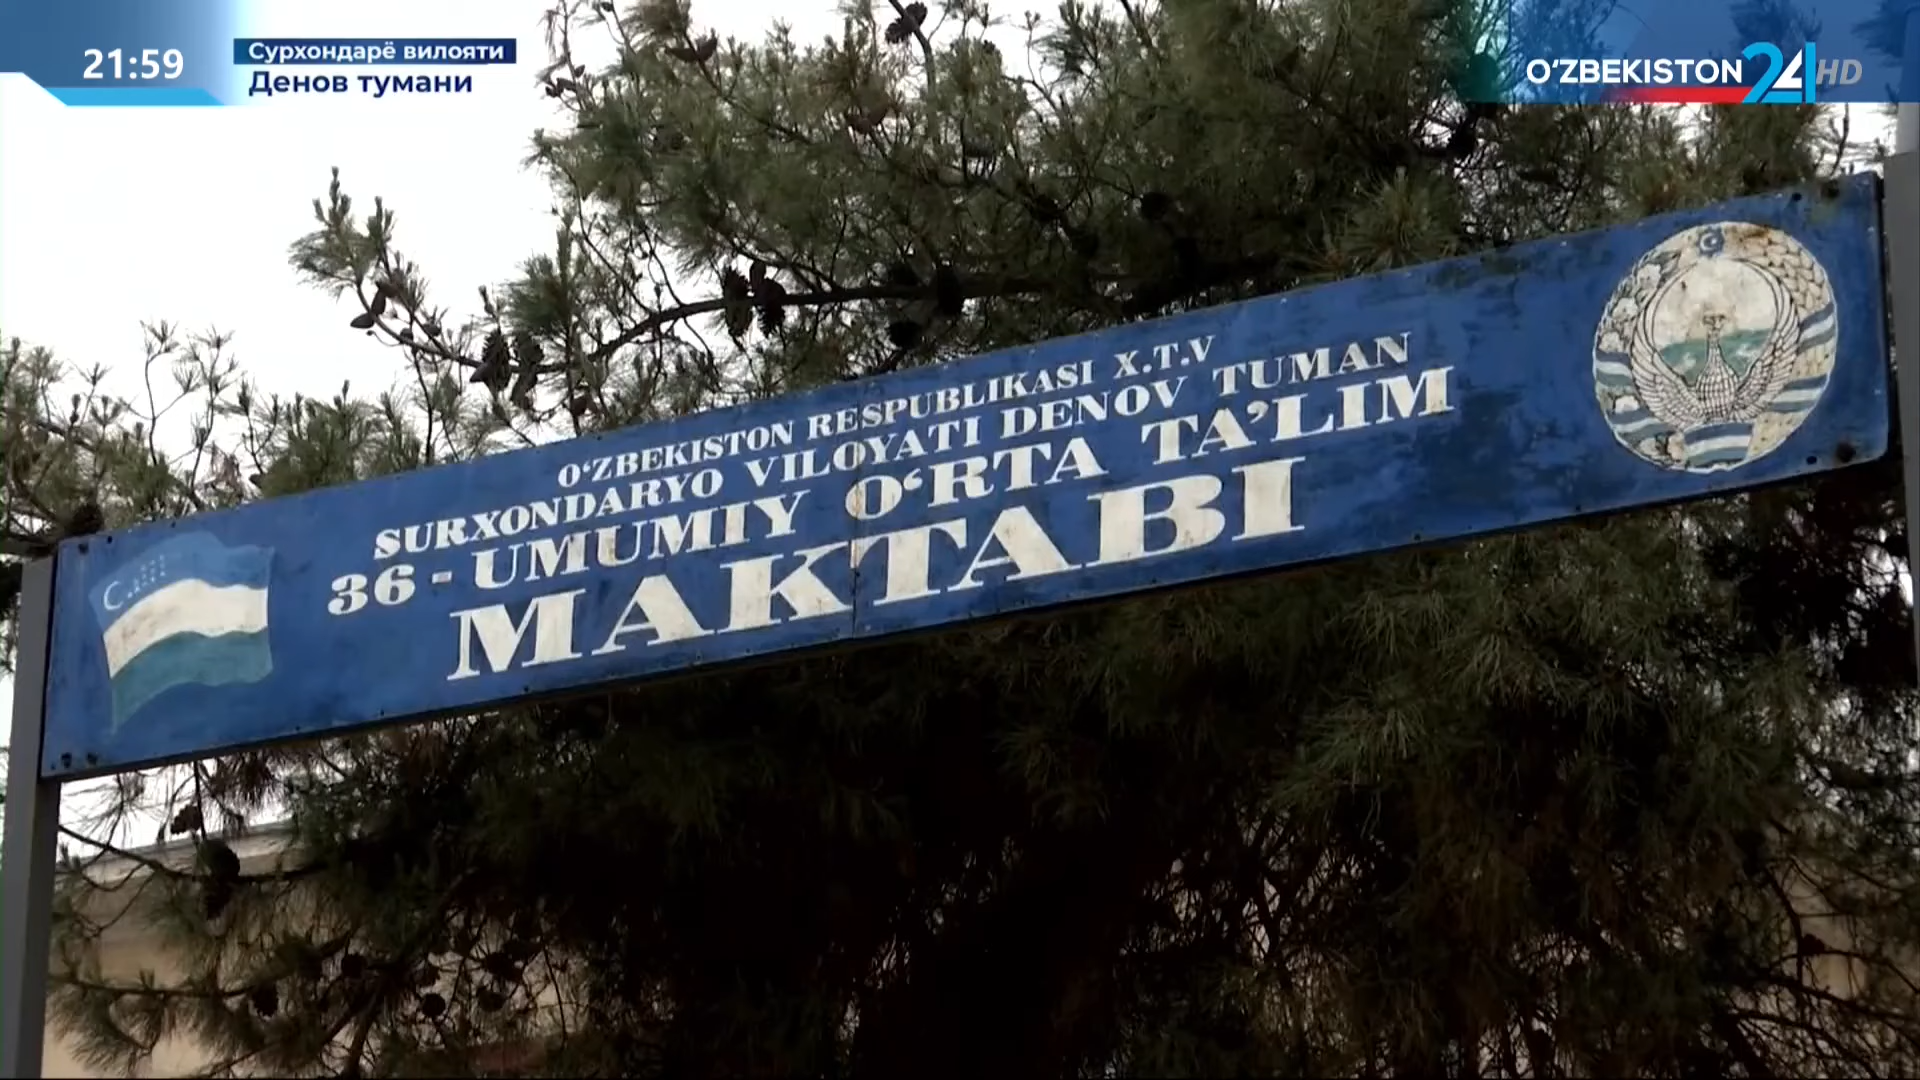 21:59
Сурхондарё вилояти
Денов тумани
O‘ZBEKISTON 24 HD
O‘ZBEKISTON RESPUBLIKASI X.T.V
SURXONDARYO VILOYATI DENOV TUMAN
36 - UMUMIY O‘RTA TA’LIM
MAKTABI